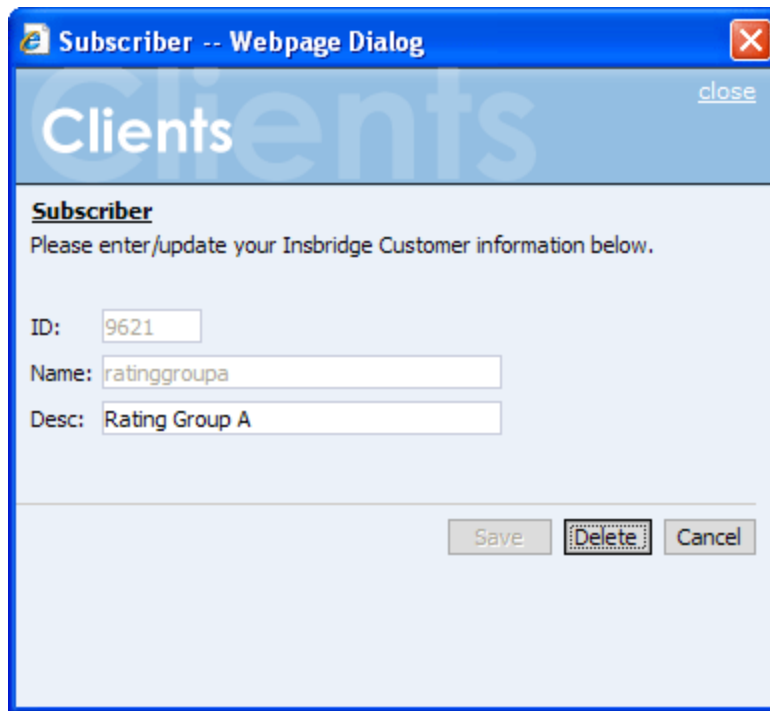 Subscriber -- Webpage Dialog
close
Clients
Clients
Subscriber
Please enter/update your Insbridge Customer information below.
ID: 9621
Name: ratinggroupa
Desc: Rating Group A
Save Delete Cancel